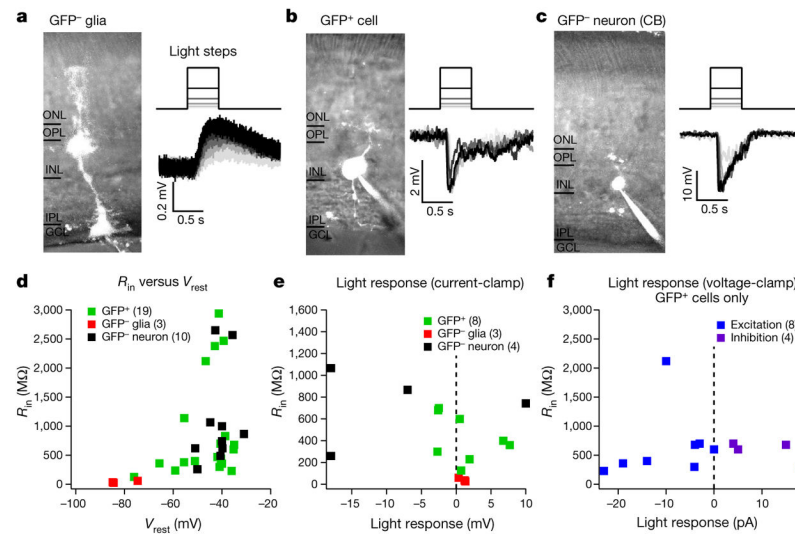 a GFP⁻ glia
Light steps
ONL
OPL
INL
IPL
GCL
0.2 mV
0.5 s
b GFP⁺ cell
ONL
OPL
INL
IPL
GCL
2 mV
0.5 s
c GFP⁻ neuron (CB)
ONL
OPL
INL
IPL
GCL
10 mV
0.5 s
d Rin versus Vrest
GFP⁺ (19)
GFP⁻ glia (3)
GFP⁻ neuron (10)
3,000
2,500
2,000
1,500
1,000
500
0
Rin (MΩ)
−100 −80 −60 −40 −20
Vrest (mV)
e Light response (current-clamp)
GFP⁺ (8)
GFP⁻ glia (3)
GFP⁻ neuron (4)
1,600
1,400
1,200
1,000
800
600
400
200
0
Rin (MΩ)
−15 −10 −5 0 5 10
Light response (mV)
f Light response (voltage-clamp)
GFP⁺ cells only
Excitation (8)
Inhibition (4)
3,000
2,500
2,000
1,500
1,000
500
0
Rin (MΩ)
−20 −10 0 10
Light response (pA)